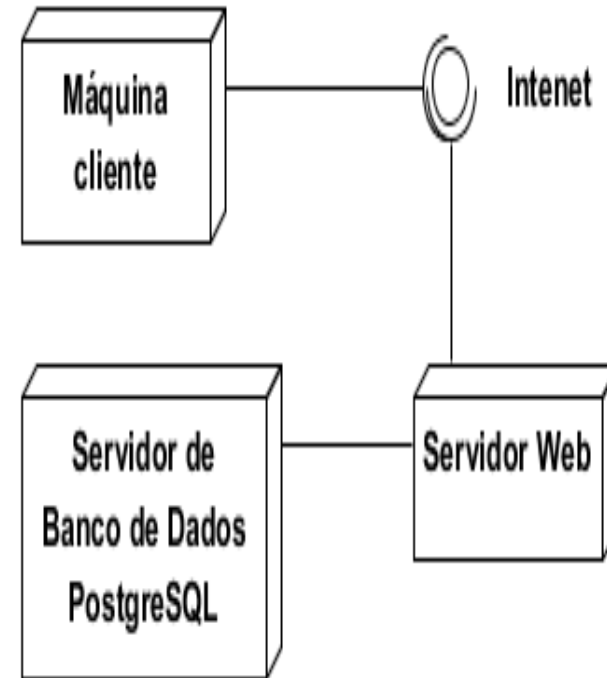 Máquina
cliente
Intenet
Servidor de
Banco de Dados
PostgreSQL
Servidor Web